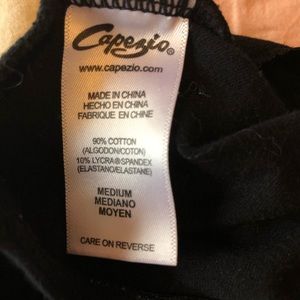 Capezio®
www.capezio.com
MADE IN CHINA
HECHO EN CHINA
FABRIQUE EN CHINE
90% COTTON
(ALGODON/COTON)
10% LYCRA®SPANDEX
(ELASTANO/ELASTANE)
MEDIUM
MEDIANO
MOYEN
CARE ON REVERSE